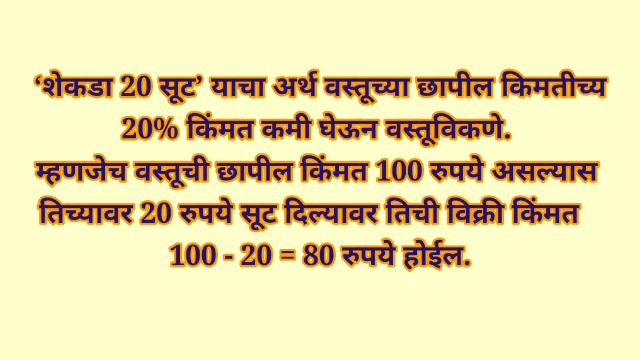 ‘शेकडा 20 सूट’ याचा अर्थ वस्तूच्या छापील किमतीच्य
20% किंमत कमी घेऊन वस्तूविकणे.
म्हणजेच वस्तूची छापील किंमत 100 रुपये असल्यास
तिच्यावर 20 रुपये सूट दिल्यावर तिची विक्री किंमत
100 - 20 = 80 रुपये होईल.